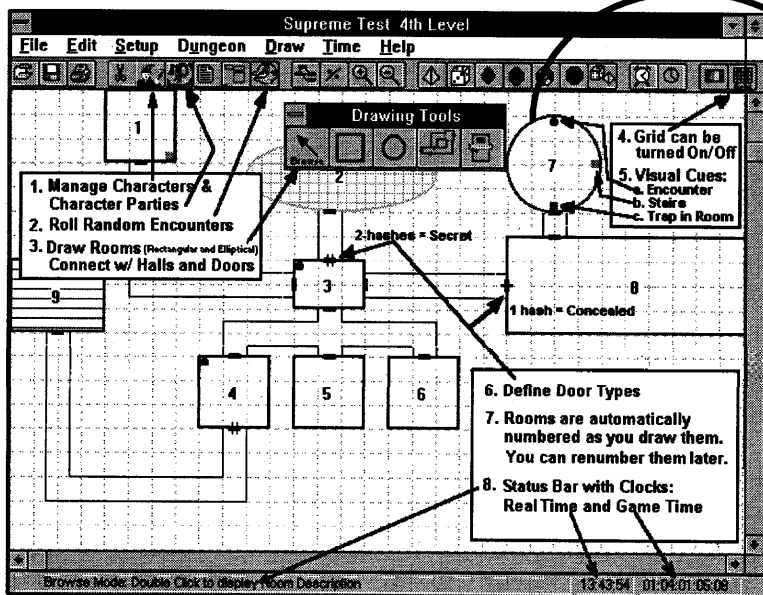 Supreme Test 4th Level
File Edit Setup Dungeon Draw Time Help
Drawing Tools
Browse
1
2
7
4. Grid can be turned On/Off
5. Visual Cues:
a. Encounter
b. Stairs
c. Trap in Room
1. Manage Characters &
Character Parties
2. Roll Random Encounters
3. Draw Rooms (Rectangular and Elliptical)
Connect w/ Halls and Doors
2-hashes = Secret
9
3
8
1 hash = Concealed
4
5
6
6. Define Door Types
7. Rooms are automatically
numbered as you draw them.
You can renumber them later.
8. Status Bar with Clocks:
Real Time and Game Time
Browse Mode: Double Click to display Room Description
13:43:54
01:04:01:05:09